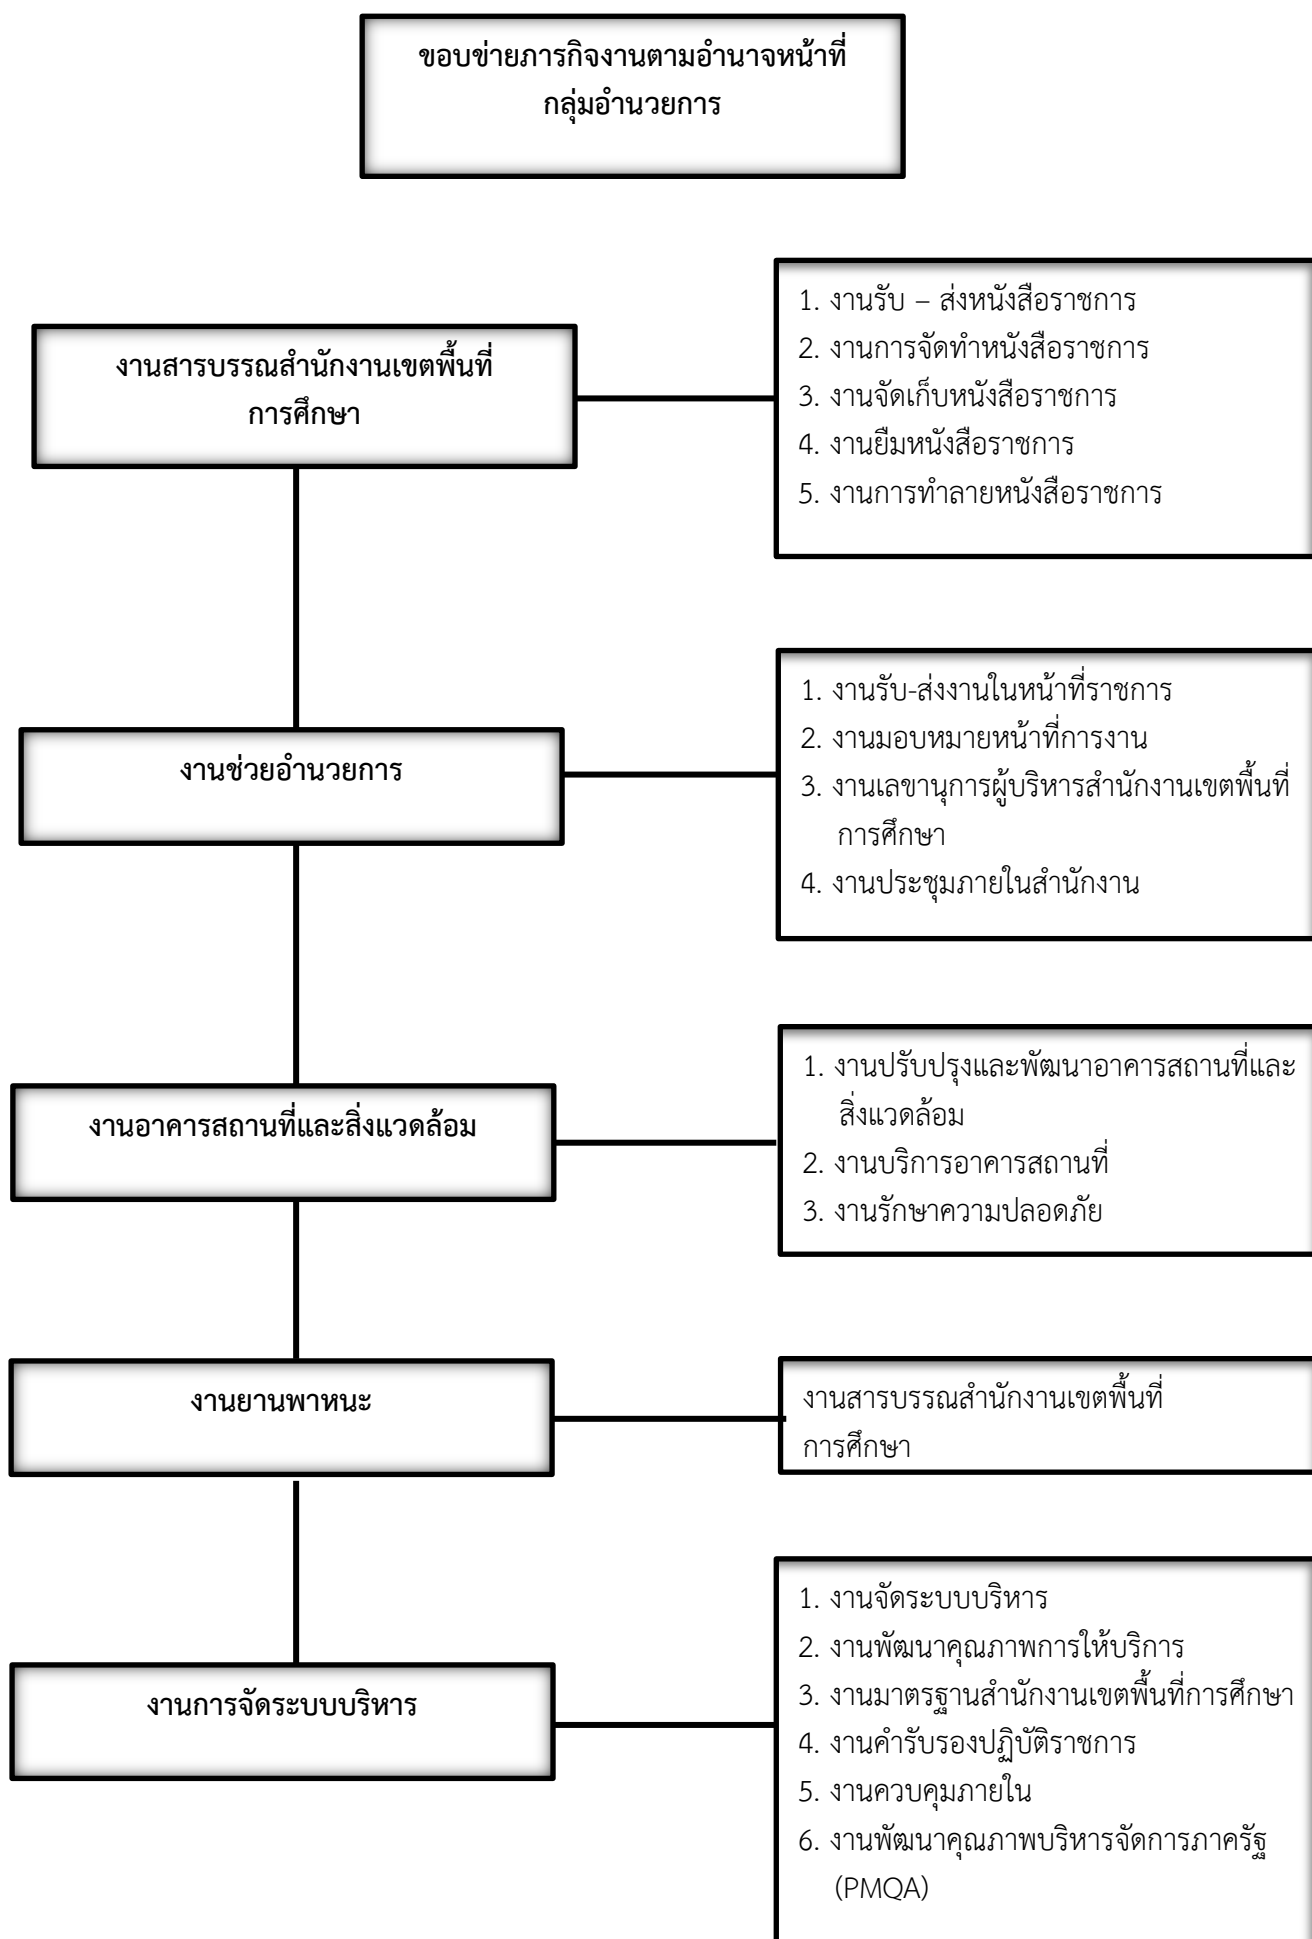 ขอบข่ายภารกิจงานตามอำนาจหน้าที่
กลุ่มอำนวยการ
งานสารบรรณสำนักงานเขตพื้นที่
การศึกษา
1. งานรับ – ส่งหนังสือราชการ
2. งานการจัดทำหนังสือราชการ
3. งานจัดเก็บหนังสือราชการ
4. งานยืมหนังสือราชการ
5. งานการทำลายหนังสือราชการ
งานช่วยอำนวยการ
1. งานรับ-ส่งงานในหน้าที่ราชการ
2. งานมอบหมายหน้าที่การงาน
3. งานเลขานุการผู้บริหารสำนักงานเขตพื้นที่
การศึกษา
4. งานประชุมภายในสำนักงาน
งานอาคารสถานที่และสิ่งแวดล้อม
1. งานปรับปรุงและพัฒนาอาคารสถานที่และ
สิ่งแวดล้อม
2. งานบริการอาคารสถานที่
3. งานรักษาความปลอดภัย
งานยานพาหนะ
งานสารบรรณสำนักงานเขตพื้นที่
การศึกษา
งานการจัดระบบบริหาร
1. งานจัดระบบบริหาร
2. งานพัฒนาคุณภาพการให้บริการ
3. งานมาตรฐานสำนักงานเขตพื้นที่การศึกษา
4. งานคำรับรองปฏิบัติราชการ
5. งานควบคุมภายใน
6. งานพัฒนาคุณภาพบริหารจัดการภาครัฐ
(PMQA)